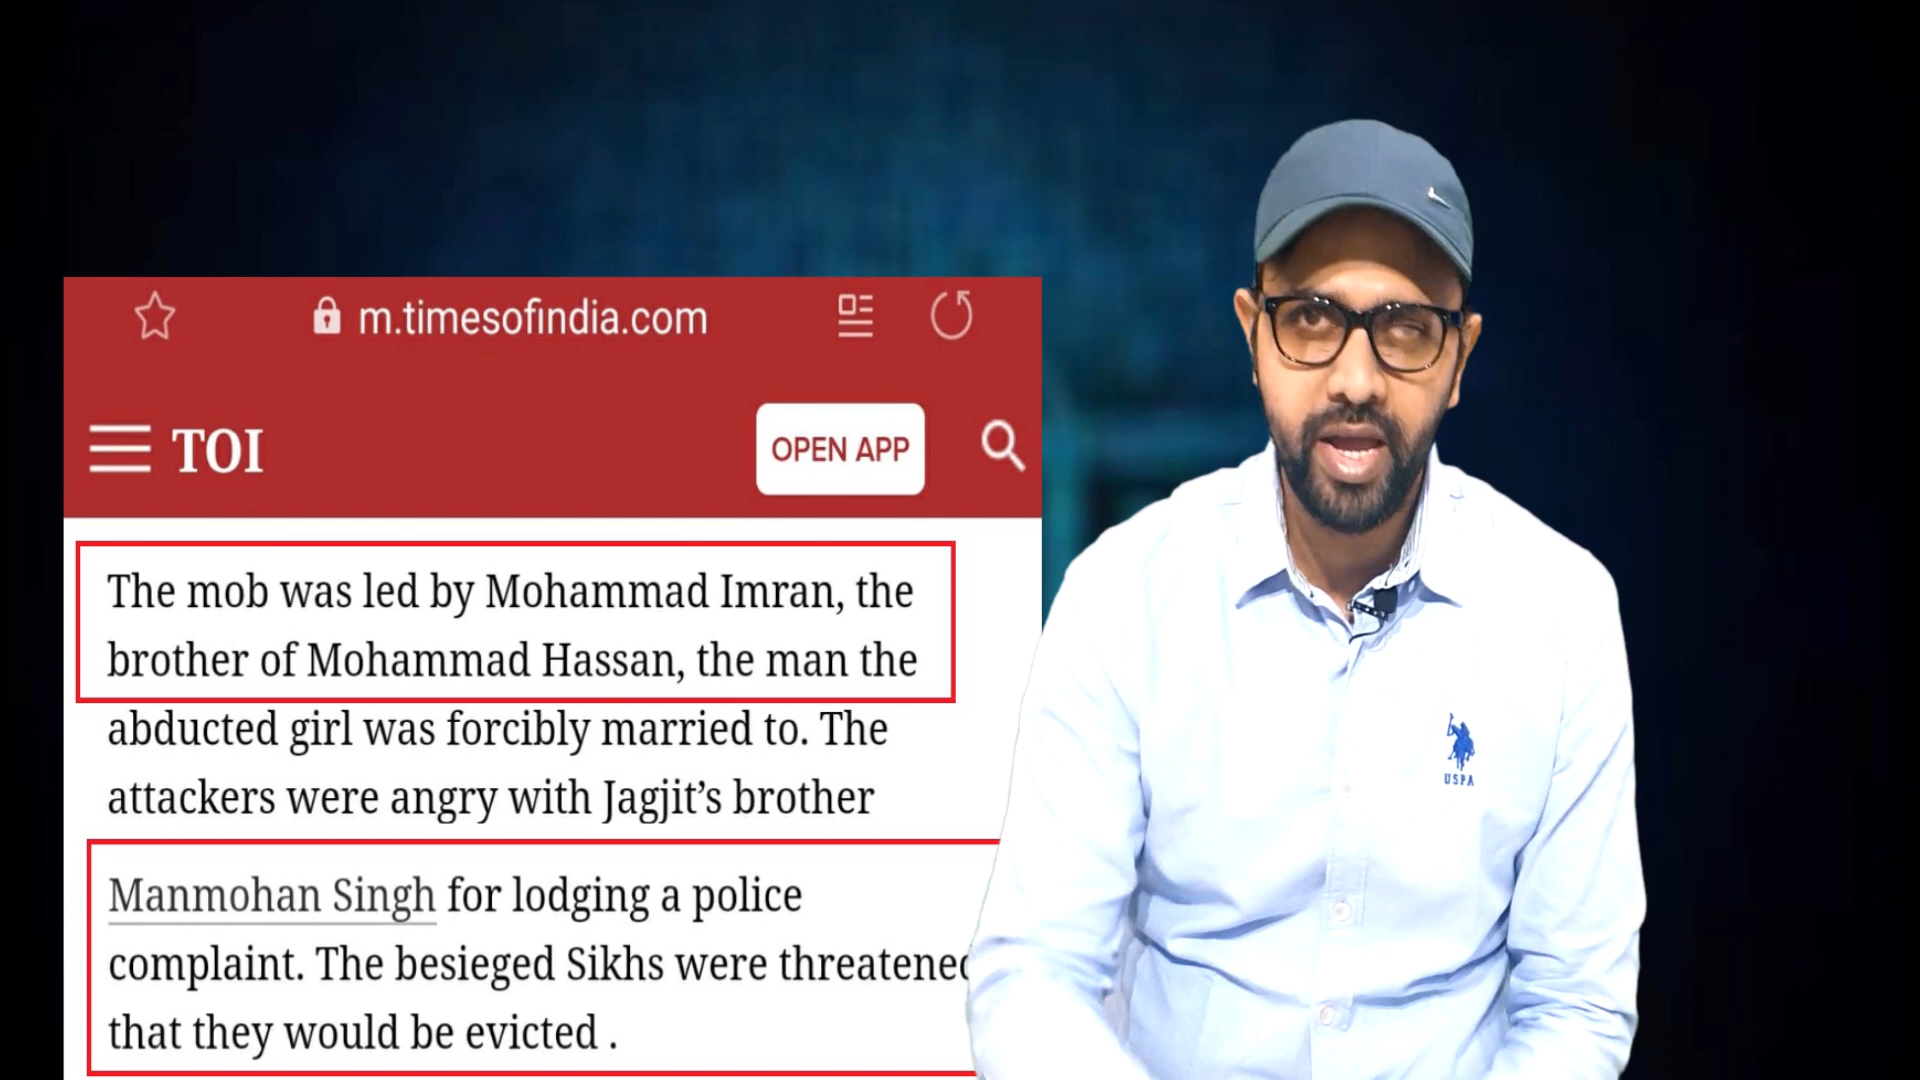 m.timesofindia.com
TOI
OPEN APP
The mob was led by Mohammad Imran, the
brother of Mohammad Hassan, the man the
abducted girl was forcibly married to. The
attackers were angry with Jagjit’s brother
Manmohan Singh for lodging a police
complaint. The besieged Sikhs were threatened
that they would be evicted .
USPA